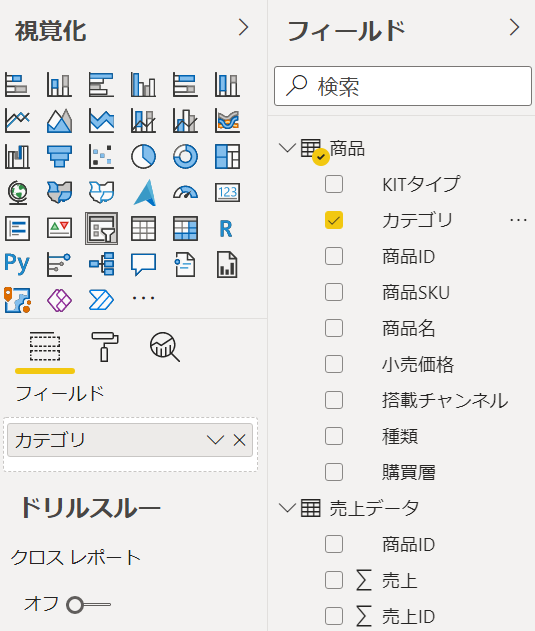 視覚化
123
R
Py
フィールド
カテゴリ
ドリルスルー
クロス レポート
オフ
フィールド
検索
商品
KITタイプ
カテゴリ
商品ID
商品SKU
商品名
小売価格
搭載チャンネル
種類
購買層
売上データ
商品ID
∑ 売上
∑ 売上ID